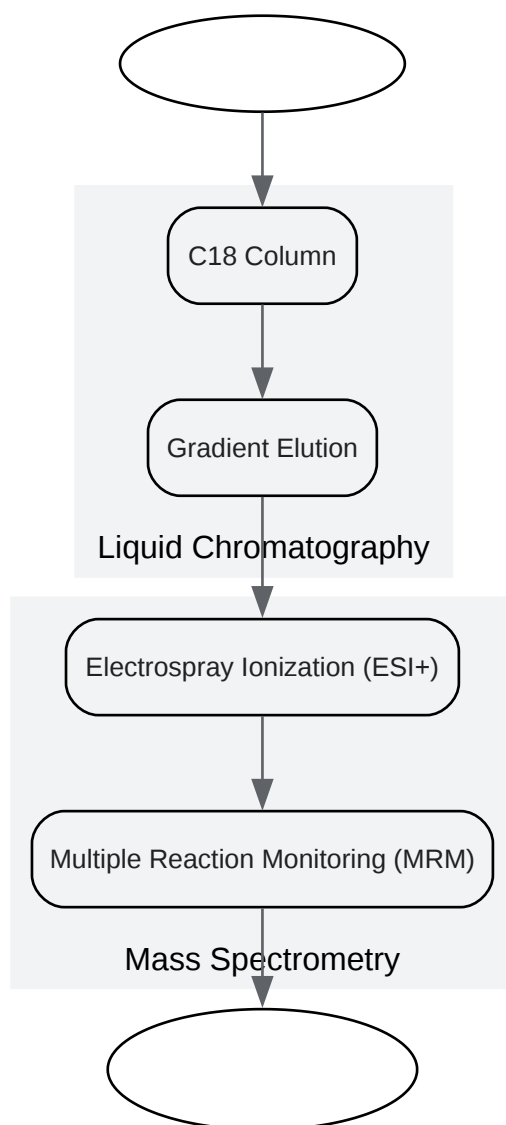 C18 Column
Gradient Elution
Liquid Chromatography
Electrospray Ionization (ESI+)
Multiple Reaction Monitoring (MRM)
Mass Spectrometry